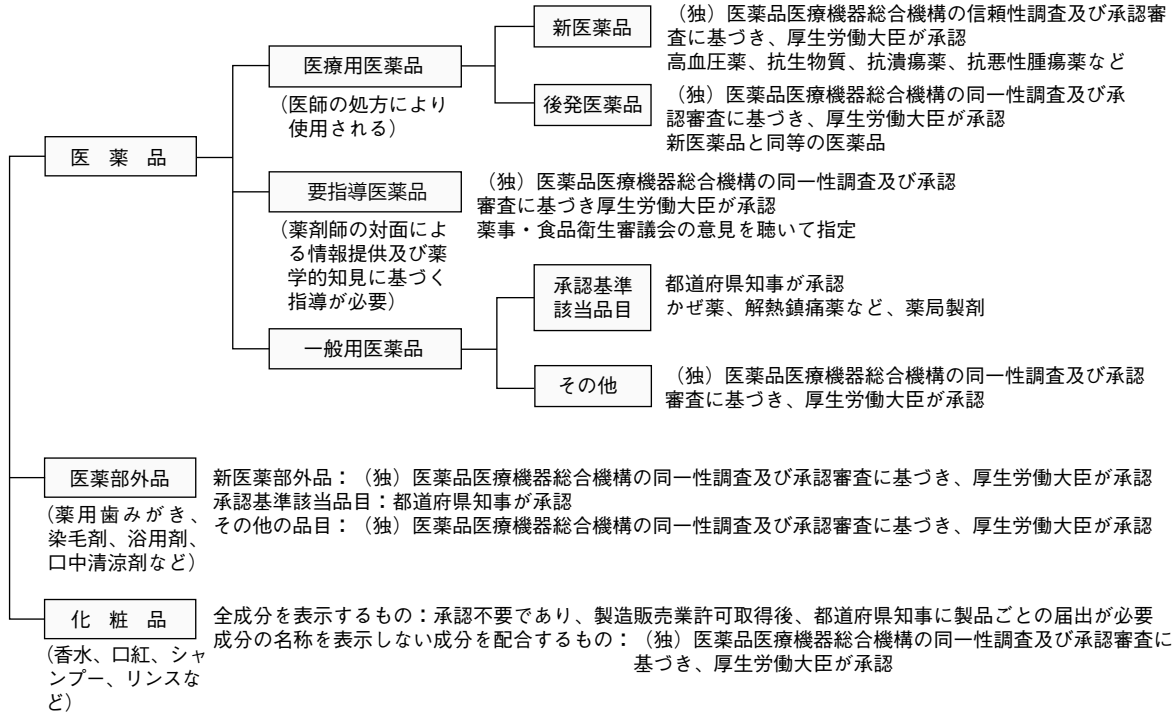 医薬品
医療用医薬品
（医師の処方により
使用される）
新医薬品
（独）医薬品医療機器総合機構の信頼性調査及び承認審
査に基づき、厚生労働大臣が承認
高血圧薬、抗生物質、抗潰瘍薬、抗悪性腫瘍薬など
後発医薬品
（独）医薬品医療機器総合機構の同一性調査及び承
認審査に基づき、厚生労働大臣が承認
新医薬品と同等の医薬品
要指導医薬品
（薬剤師の対面によ
る情報提供及び薬
学的知見に基づく
指導が必要）
（独）医薬品医療機器総合機構の同一性調査及び承認
審査に基づき厚生労働大臣が承認
薬事・食品衛生審議会の意見を聴いて指定
一般用医薬品
承認基準
該当品目
都道府県知事が承認
かぜ薬、解熱鎮痛薬など、薬局製剤
その他
（独）医薬品医療機器総合機構の同一性調査及び承認
審査に基づき、厚生労働大臣が承認
医薬部外品
（薬用歯みがき、
染毛剤、浴用剤、
口中清涼剤など）
新医薬部外品：（独）医薬品医療機器総合機構の同一性調査及び承認審査に基づき、厚生労働大臣が承認
承認基準該当品目：都道府県知事が承認
その他の品目：（独）医薬品医療機器総合機構の同一性調査及び承認審査に基づき、厚生労働大臣が承認
化粧品
（香水、口紅、シャ
ンプー、リンスな
ど）
全成分を表示するもの：承認不要であり、製造販売業許可取得後、都道府県知事に製品ごとの届出が必要
成分の名称を表示しない成分を配合するもの：（独）医薬品医療機器総合機構の同一性調査及び承認審査に
基づき、厚生労働大臣が承認